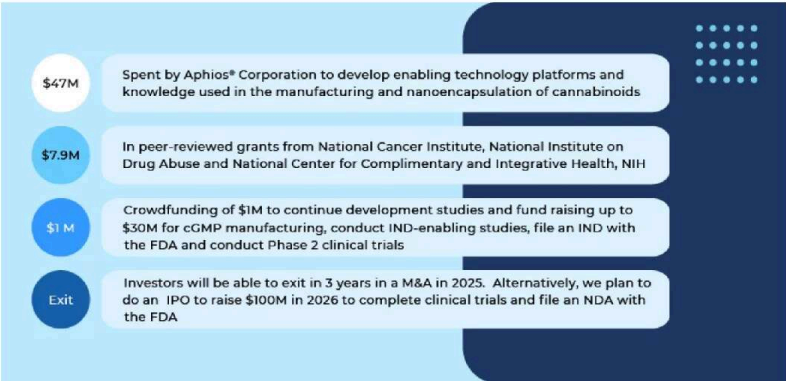 $47M
Spent by Aphios® Corporation to develop enabling technology platforms and
knowledge used in the manufacturing and nanoencapsulation of cannabinoids
$7.9M
In peer-reviewed grants from National Cancer Institute, National Institute on
Drug Abuse and National Center for Complimentary and Integrative Health, NIH
$1 M
Crowdfunding of $1M to continue development studies and fund raising up to
$30M for cGMP manufacturing, conduct IND-enabling studies, file an IND with
the FDA and conduct Phase 2 clinical trials
Exit
Investors will be able to exit in 3 years in a M&A in 2025. Alternatively, we plan to
do an IPO to raise $100M in 2026 to complete clinical trials and file an NDA with
the FDA